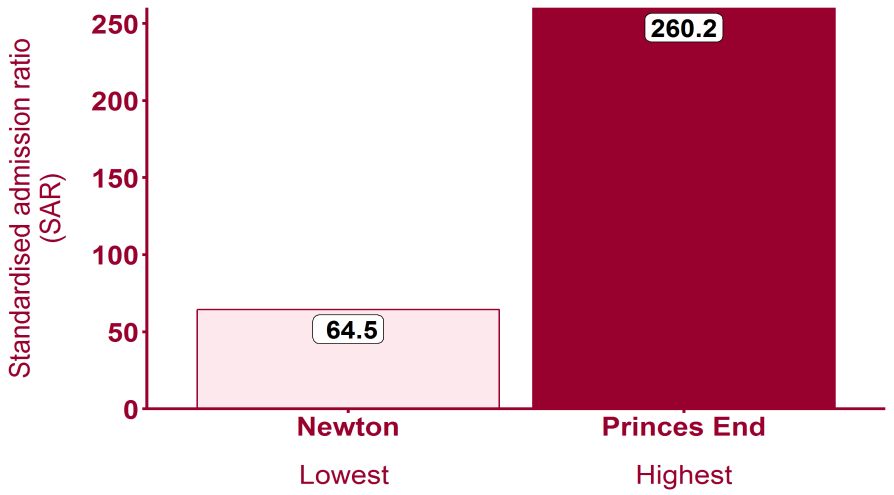 Standardised admission ratio
(SAR)
250
200
150
100
50
0
260.2
64.5
Newton
Princes End
Lowest
Highest